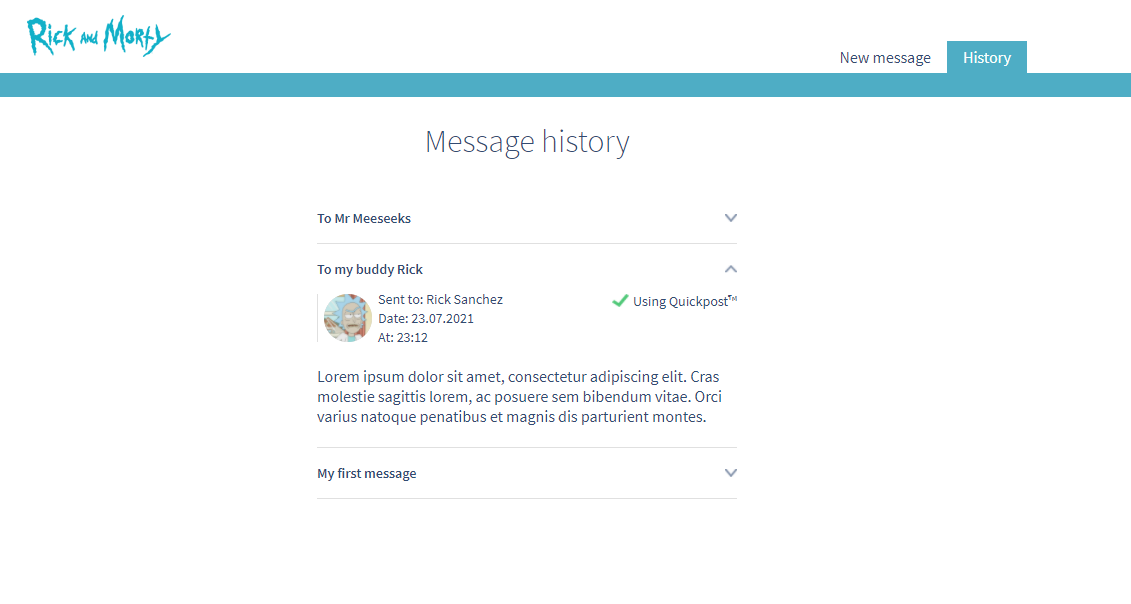 Rick and Morty
New message
History
Message history
To Mr Meeseeks
To my buddy Rick
Sent to: Rick Sanchez
Using Quickpost™
Date: 23.07.2021
At: 23:12
Lorem ipsum dolor sit amet, consectetur adipiscing elit. Cras
molestie sagittis lorem, ac posuere sem bibendum vitae. Orci
varius natoque penatibus et magnis dis parturient montes.
My first message